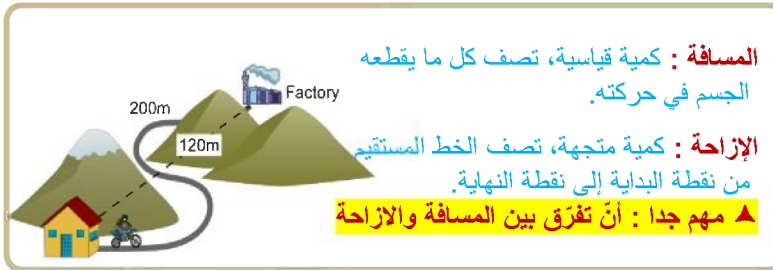 المسافة : كمية قياسية، تصف كل ما يقطعه
الجسم في حركته.
الإزاحة : كمية متجهة، تصف الخط المستقيم
من نقطة البداية إلى نقطة النهاية.
▲ مهم جدا : أنّ تفرّق بين المسافة والازاحة
Factory
200m
120m